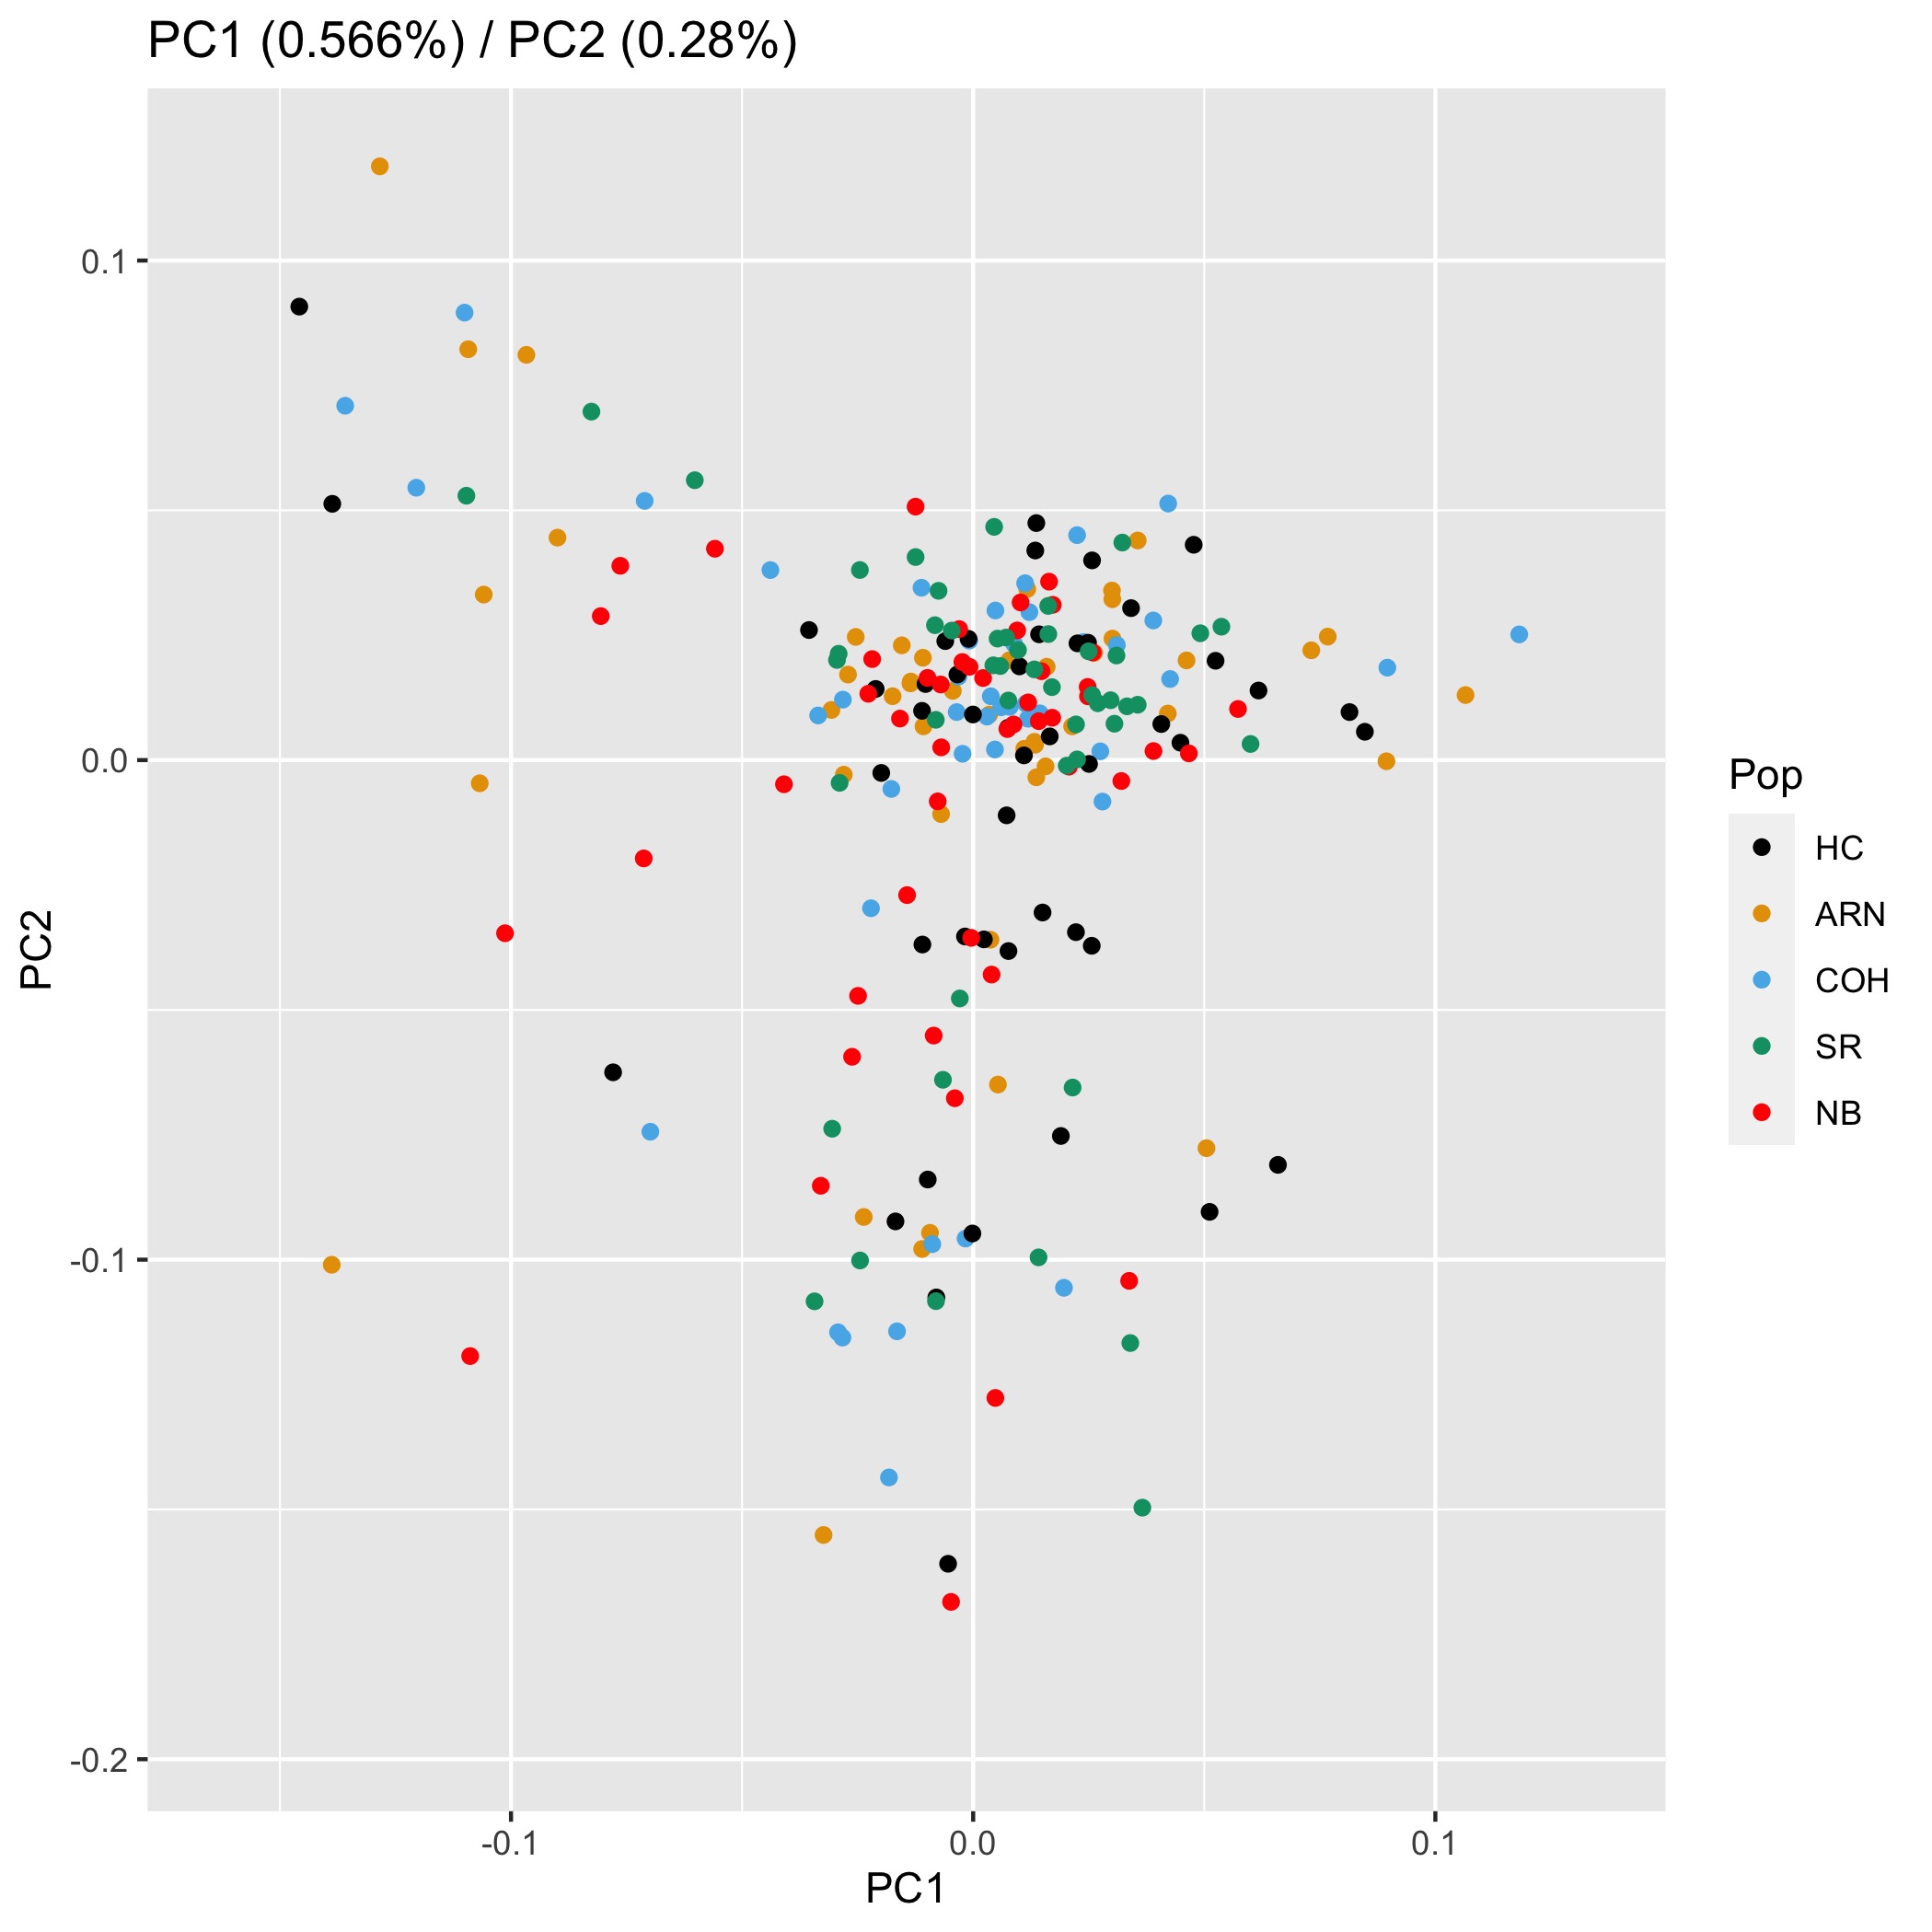 PC1 (0.566%) / PC2 (0.28%)
0.1
0.0
-0.1
-0.2
PC2
-0.1
0.0
0.1
PC1
Pop
HC
ARN
COH
SR
NB